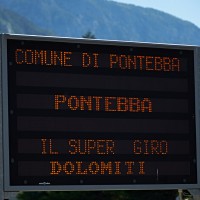 COMUNE DI PONTEBBA
PONTEBBA
IL SUPER GIRO
DOLOMITI